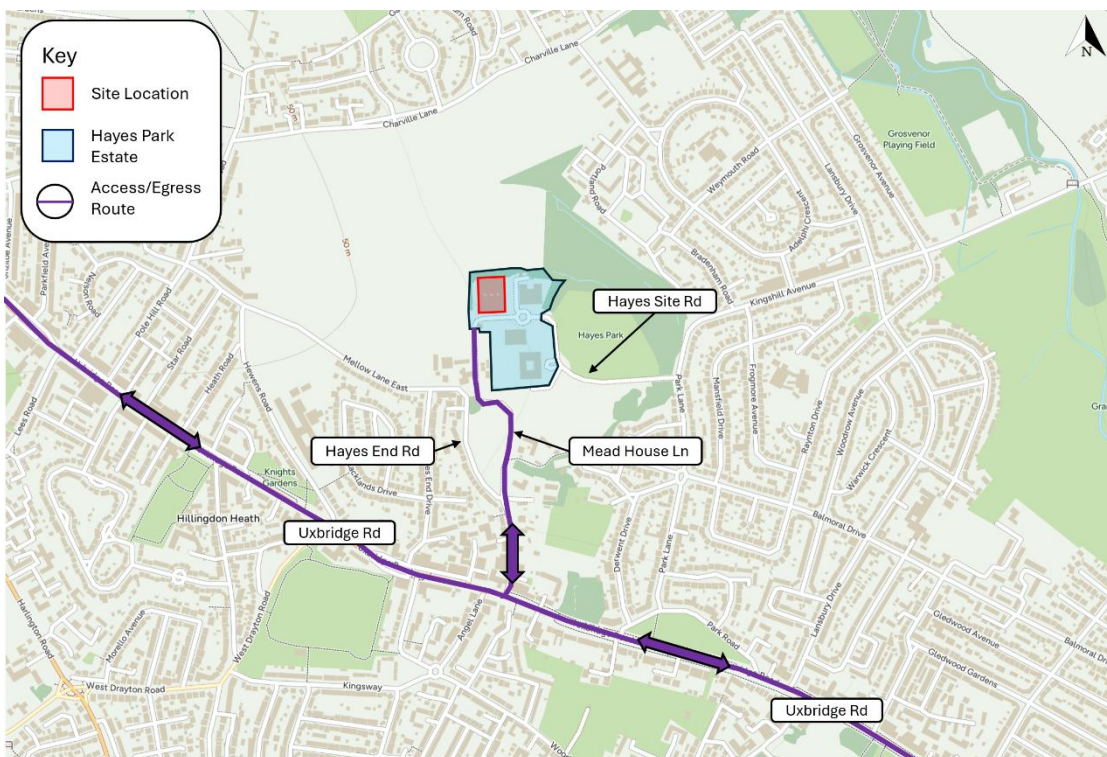 Key
Site Location
Hayes Park
Estate
Access/Egress
Route
N
Charville Lane
Charville Lane
50 m
50 m
Grosvenor
Playing Field
Grosvenor Avenue
Lansbury Drive
Weymouth Road
Portland Road
Adelphi Crescent
Bradenham Road
Kingshill Avenue
Hayes Site Rd
Hayes Park
Parkfield Avenue
Nelson Road
Pole Hill Road
Star Road
Heath Road
Hewens Road
Lees Road
Mellow Lane East
Park Lane
Mansfield Drive
Frogmore Avenue
Raynton Drive
Woodrow Avenue
Warwick Crescent
Hayes End Rd
Mead House Ln
Knights
Gardens
Hillingdon Heath
Uxbridge Rd
Balmoral Drive
Derwent Drive
Park Lane
Lansbury Drive
Harlington Road
Morello Avenue
West Drayton Road
West Drayton Road
Angel Lane
Kingsway
Park Road
Gledwood Avenue
Gledwood Gardens
Uxbridge Rd